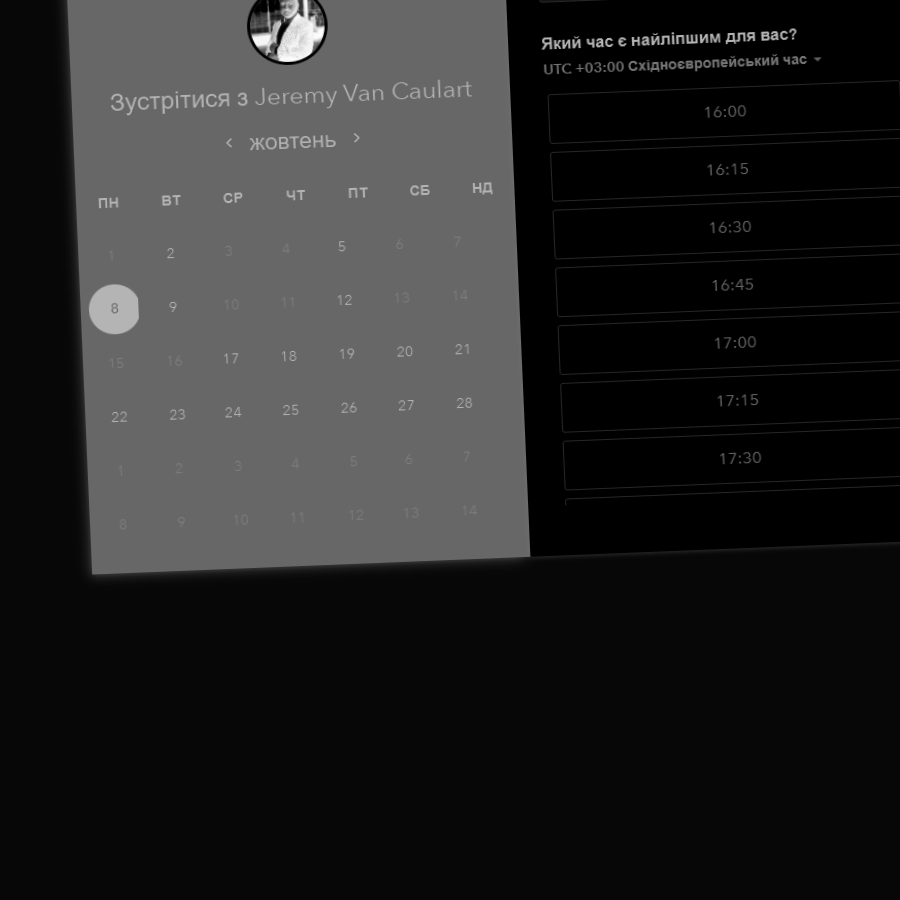 Зустрітися з Jeremy Van Caulart
‹ жовтень ›
ПН ВТ СР ЧТ ПТ СБ НД
1 2 3 4 5 6 7
8 9 10 11 12 13 14
15 16 17 18 19 20 21
22 23 24 25 26 27 28
1 2 3 4 5 6 7
8 9 10 11 12 13 14
Який час є найліпшим для вас?
UTC +03:00 Східноєвропейський час
16:00
16:15
16:30
16:45
17:00
17:15
17:30